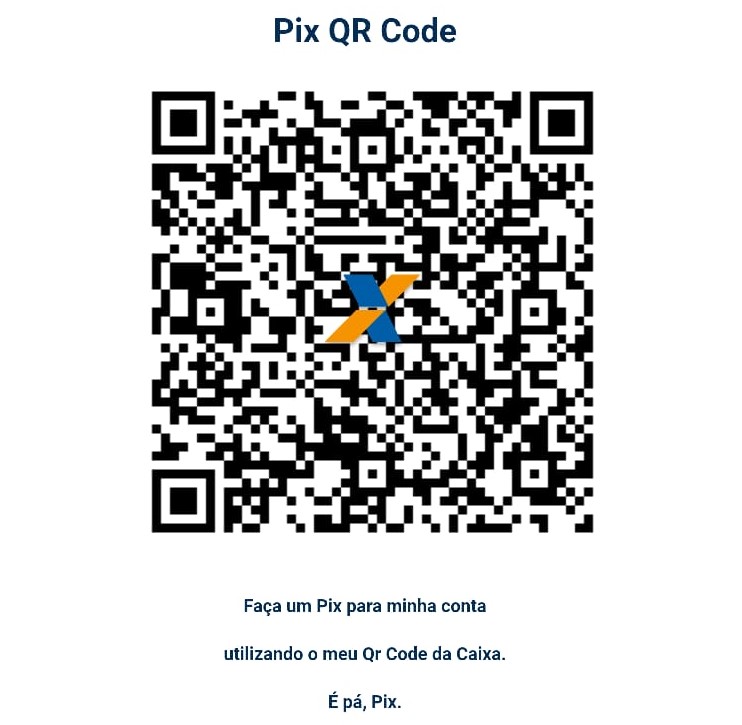 Pix QR Code
Faça um Pix para minha conta
utilizando o meu Qr Code da Caixa.
É pá, Pix.